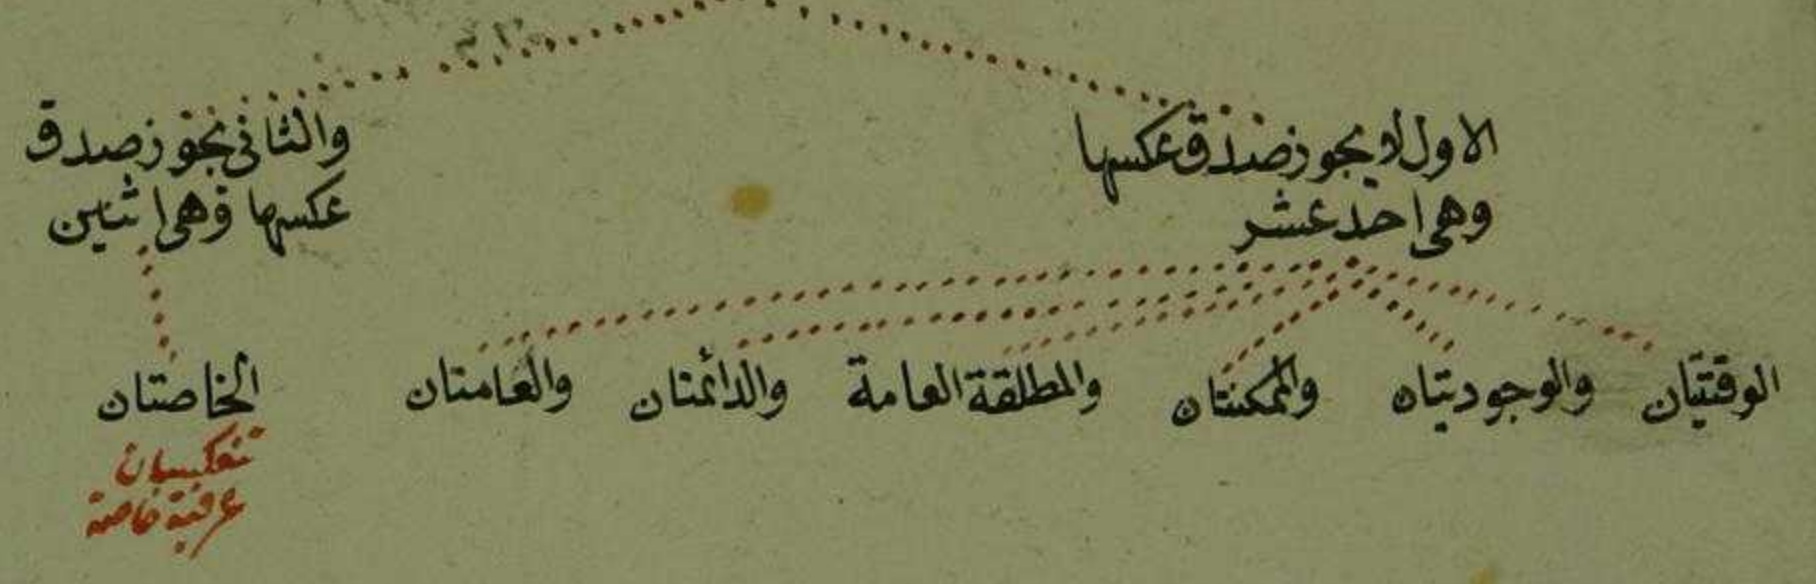 الاول لا يجوز صدق عكسها
وهي احد عشر
والثاني يجوز صدق
عكسها وهي اثنين
الوقتيان والوجوديتان والممكنتان والمطلقة العامة والدائمتان والعامتان الخاصتان
تنعكسان
عرفية خاصة